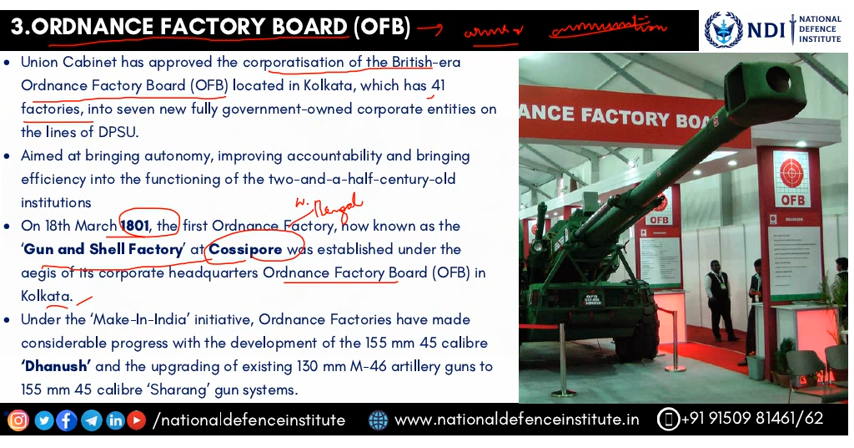 3.ORDNANCE FACTORY BOARD (OFB)
NDI
NATIONAL
DEFENCE
INSTITUTE
• Union Cabinet has approved the corporatisation of the British-era
Ordnance Factory Board (OFB) located in Kolkata, which has 41
factories, into seven new fully government-owned corporate entities on
the lines of DPSU.
• Aimed at bringing autonomy, improving accountability and bringing
efficiency into the functioning of the two-and-a-half-century-old
institutions
W. Bengal
• On 18th March 1801, the first Ordnance Factory, now known as the
‘Gun and Shell Factory’ at Cossipore was established under the
aegis of its corporate headquarters Ordnance Factory Board (OFB) in
Kolkata.
• Under the ‘Make-In-India’ initiative, Ordnance Factories have made
considerable progress with the development of the 155 mm 45 calibre
‘Dhanush’ and the upgrading of existing 130 mm M-46 artillery guns to
155 mm 45 calibre ‘Sharang’ gun systems.
NANCE FACTORY BOA
OFB
OFB
/nationaldefenceinstitute
www.nationaldefenceinstitute.in
+91 91509 81461/62